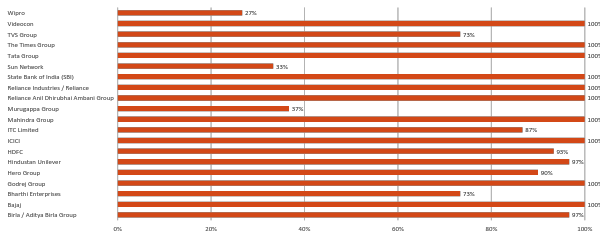 Wipro 27%
Videocon 100%
TVS Group 73%
The Times Group 100%
Tata Group 100%
Sun Network 33%
State Bank of India (SBI) 100%
Reliance Industries / Reliance 100%
Reliance Anil Dhirubhai Ambani Group 100%
Murugappa Group 37%
Mahindra Group 100%
ITC Limited 87%
ICICI 100%
HDFC 93%
Hindustan Unilever 97%
Hero Group 90%
Godrej Group 100%
Bharthi Enterprises 73%
Bajaj 100%
Birla / Aditya Birla Group 97%
0% 20% 40% 60% 80% 100%